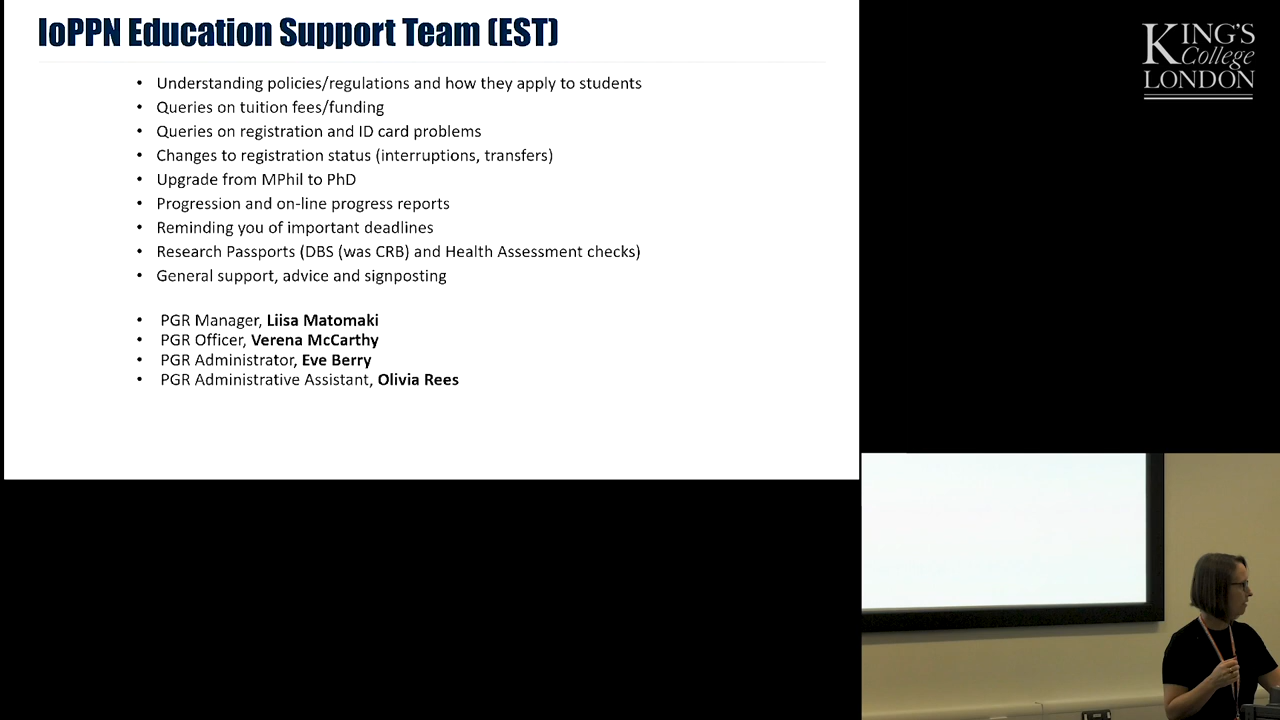 IoPPN Education Support Team (EST)
KING'S
College
LONDON
• Understanding policies/regulations and how they apply to students
• Queries on tuition fees/funding
• Queries on registration and ID card problems
• Changes to registration status (interruptions, transfers)
• Upgrade from MPhil to PhD
• Progression and on-line progress reports
• Reminding you of important deadlines
• Research Passports (DBS (was CRB) and Health Assessment checks)
• General support, advice and signposting
• PGR Manager, Liisa Matomaki
• PGR Officer, Verena McCarthy
• PGR Administrator, Eve Berry
• PGR Administrative Assistant, Olivia Rees